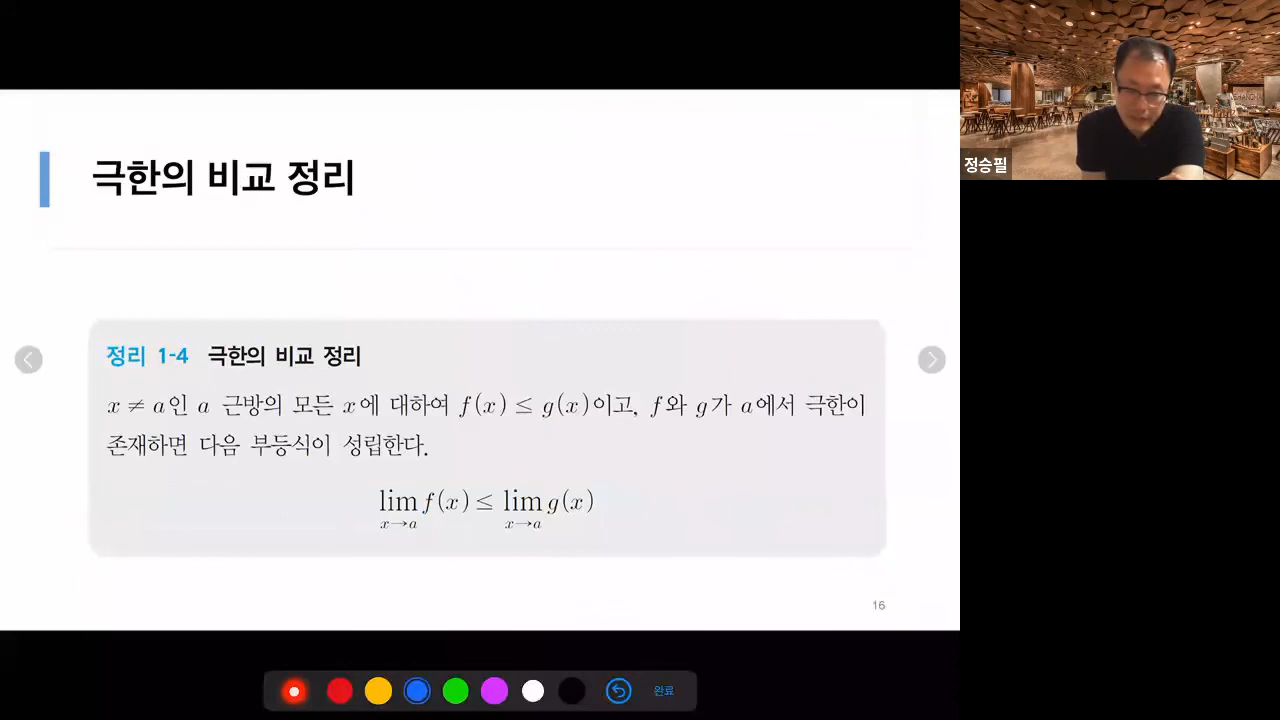 극한의 비교 정리
정리 1-4 극한의 비교 정리
x ≠ a인 a 근방의 모든 x에 대하여 f(x) ≤ g(x)이고, f와 g가 a에서 극한이
존재하면 다음 부등식이 성립한다.
lim f(x) ≤ lim g(x)
x→a x→a
16
정승필
완료